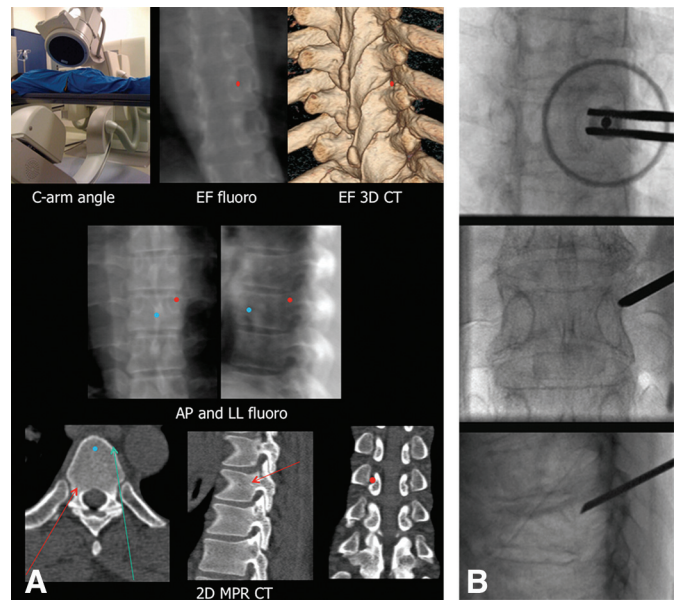 C-arm angle
EF fluoro
EF 3D CT
AP and LL fluoro
2D MPR CT
A
B